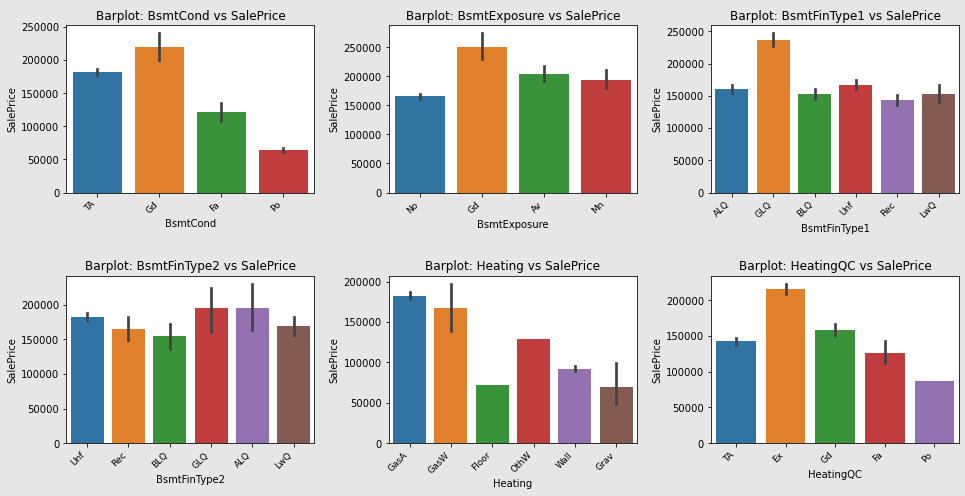 Barplot: BsmtCond vs SalePrice
SalePrice
250000
200000
150000
100000
50000
0
TA
Gd
Fa
Po
BsmtCond
Barplot: BsmtExposure vs SalePrice
SalePrice
250000
200000
150000
100000
50000
0
No
Gd
Av
Mn
BsmtExposure
Barplot: BsmtFinType1 vs SalePrice
SalePrice
250000
200000
150000
100000
50000
0
ALQ
GLQ
BLQ
Unf
Rec
LwQ
BsmtFinType1
Barplot: BsmtFinType2 vs SalePrice
SalePrice
200000
150000
100000
50000
0
Unf
Rec
BLQ
GLQ
ALQ
LwQ
BsmtFinType2
Barplot: Heating vs SalePrice
SalePrice
200000
150000
100000
50000
0
GasA
GasW
Floor
OthW
Wall
Grav
Heating
Barplot: HeatingQC vs SalePrice
SalePrice
200000
150000
100000
50000
0
TA
Ex
Gd
Fa
Po
HeatingQC